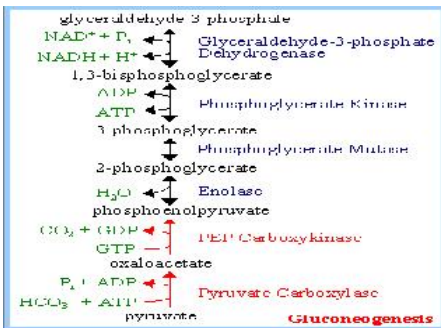 glyceraldehyde 3 phosphate
NAD⁺ + Pᵢ
Glyceraldehyde-3-phosphate
NADH + H⁺
Dehydrogenase
1,3-bisphosphoglycerate
ADP
Phosphoglycerate Kinase
ATP
3 phosphoglycerate
Phosphoglycerate Mutase
2-phosphoglycerate
H₂O
Enolase
phosphoenolpyruvate
CO₂ + GDP
PEP Carboxykinase
GTP
oxaloacetate
Pᵢ + ADP
Pyruvate Carboxylase
HCO₃ + ATP
pyruvate
Gluconeogenesis